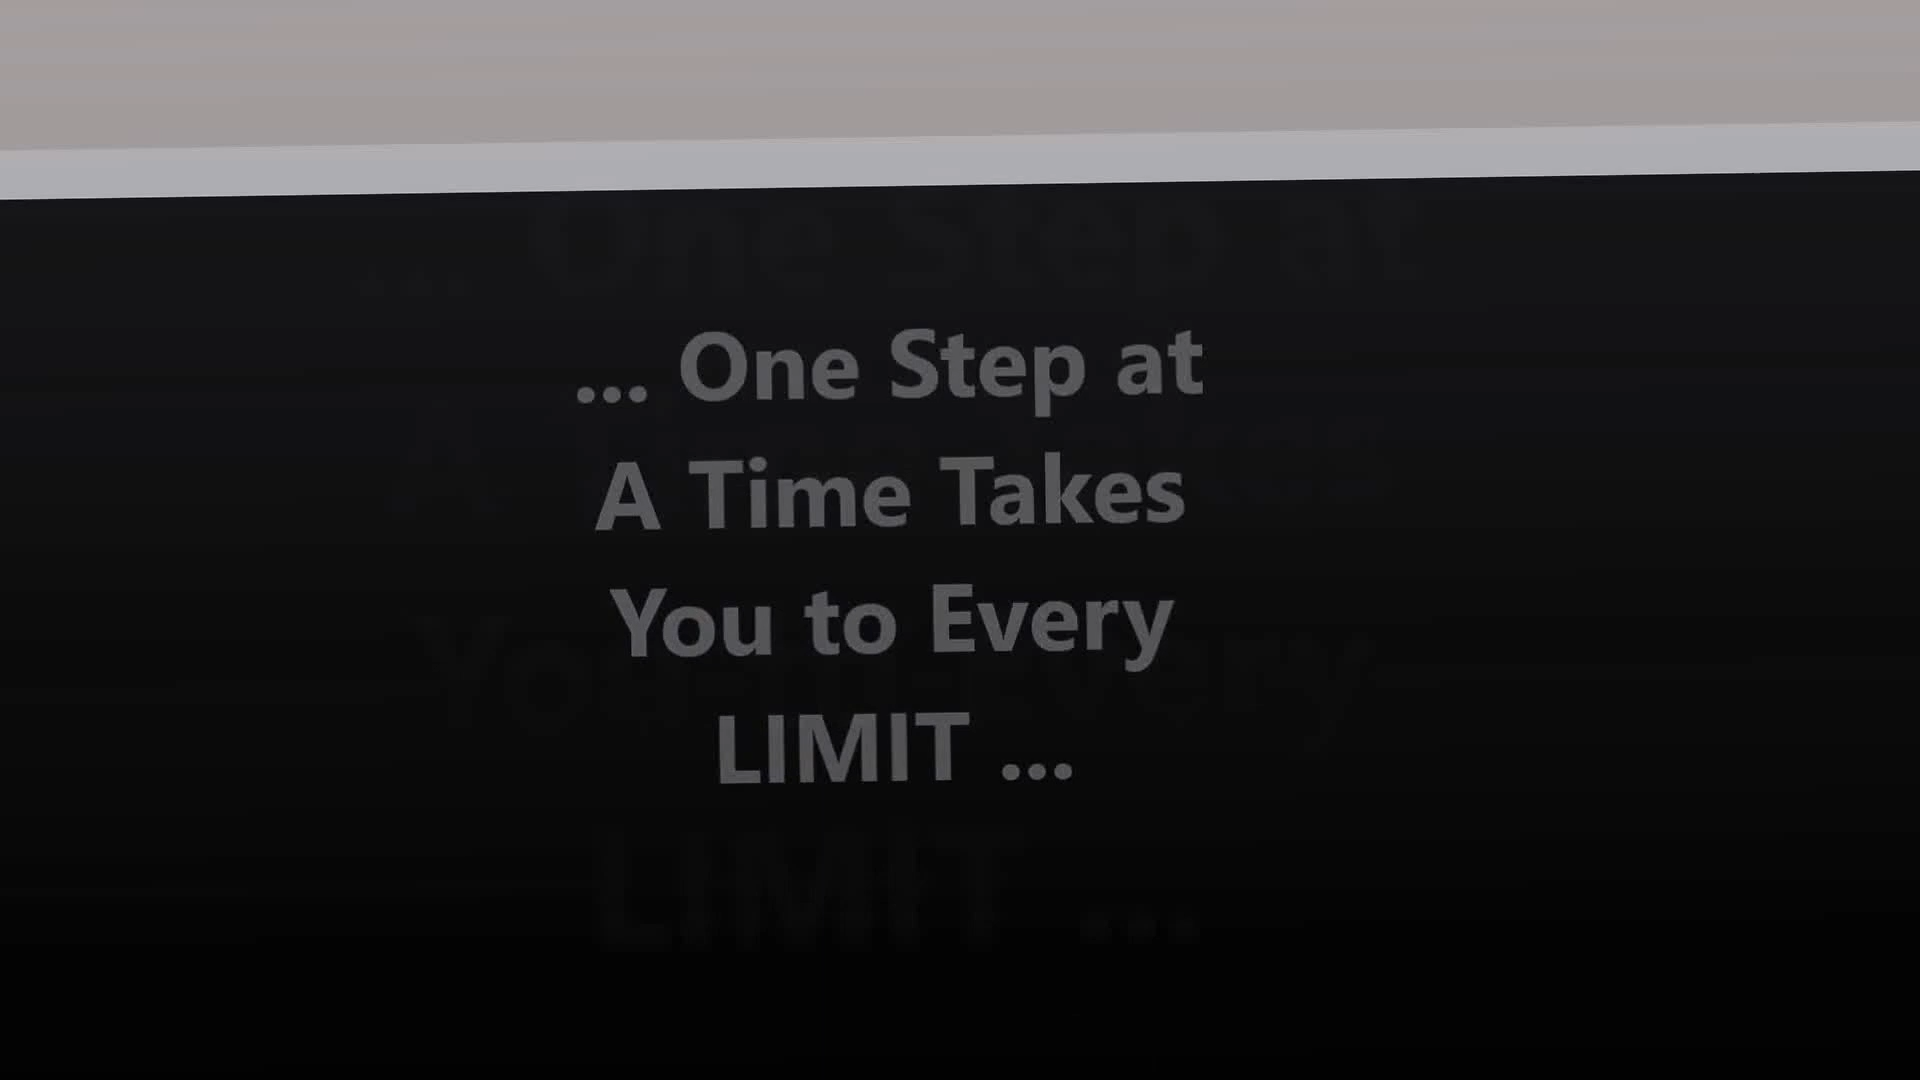 ... One Step at
A Time Takes
You to Every
LIMIT ...